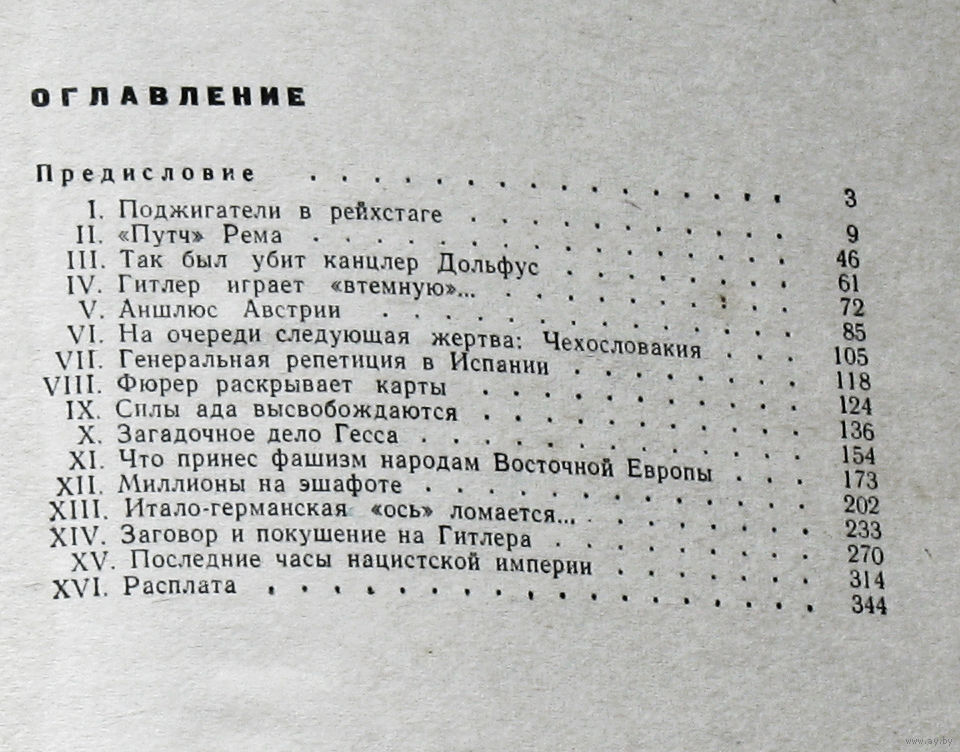 ОГЛАВЛЕНИЕ
Предисловие . . . . . . . . . . . . . . . 3
I. Поджигатели в рейхстаге . . . . . . . . . . 9
II. «Путч» Рема . . . . . . . . . . . . . . . 46
III. Так был убит канцлер Дольфус . . . . . . . 61
IV. Гитлер играет «втемную»... . . . . . . . . . 72
V. Аншлюс Австрии . . . . . . . . . . . . 85
VI. На очереди следующая жертва: Чехословакия . . . 105
VII. Генеральная репетиция в Испании . . . . . . . 118
VIII. Фюрер раскрывает карты . . . . . . . . . . 124
IX. Силы ада высвобождаются . . . . . . . . . . 136
X. Загадочное дело Гесса . . . . . . . . . . . . 154
XI. Что принес фашизм народам Восточной Европы . . . 173
XII. Миллионы на эшафоте . . . . . . . . . . . . 202
XIII. Итало-германская «ось» ломается... . . . . . . . 233
XIV. Заговор и покушение на Гитлера . . . . . . . . 270
XV. Последние часы нацистской империи . . . . . . 314
XVI. Расплата . . . . . . . . . . . . . . . . . 344
www.ay.by